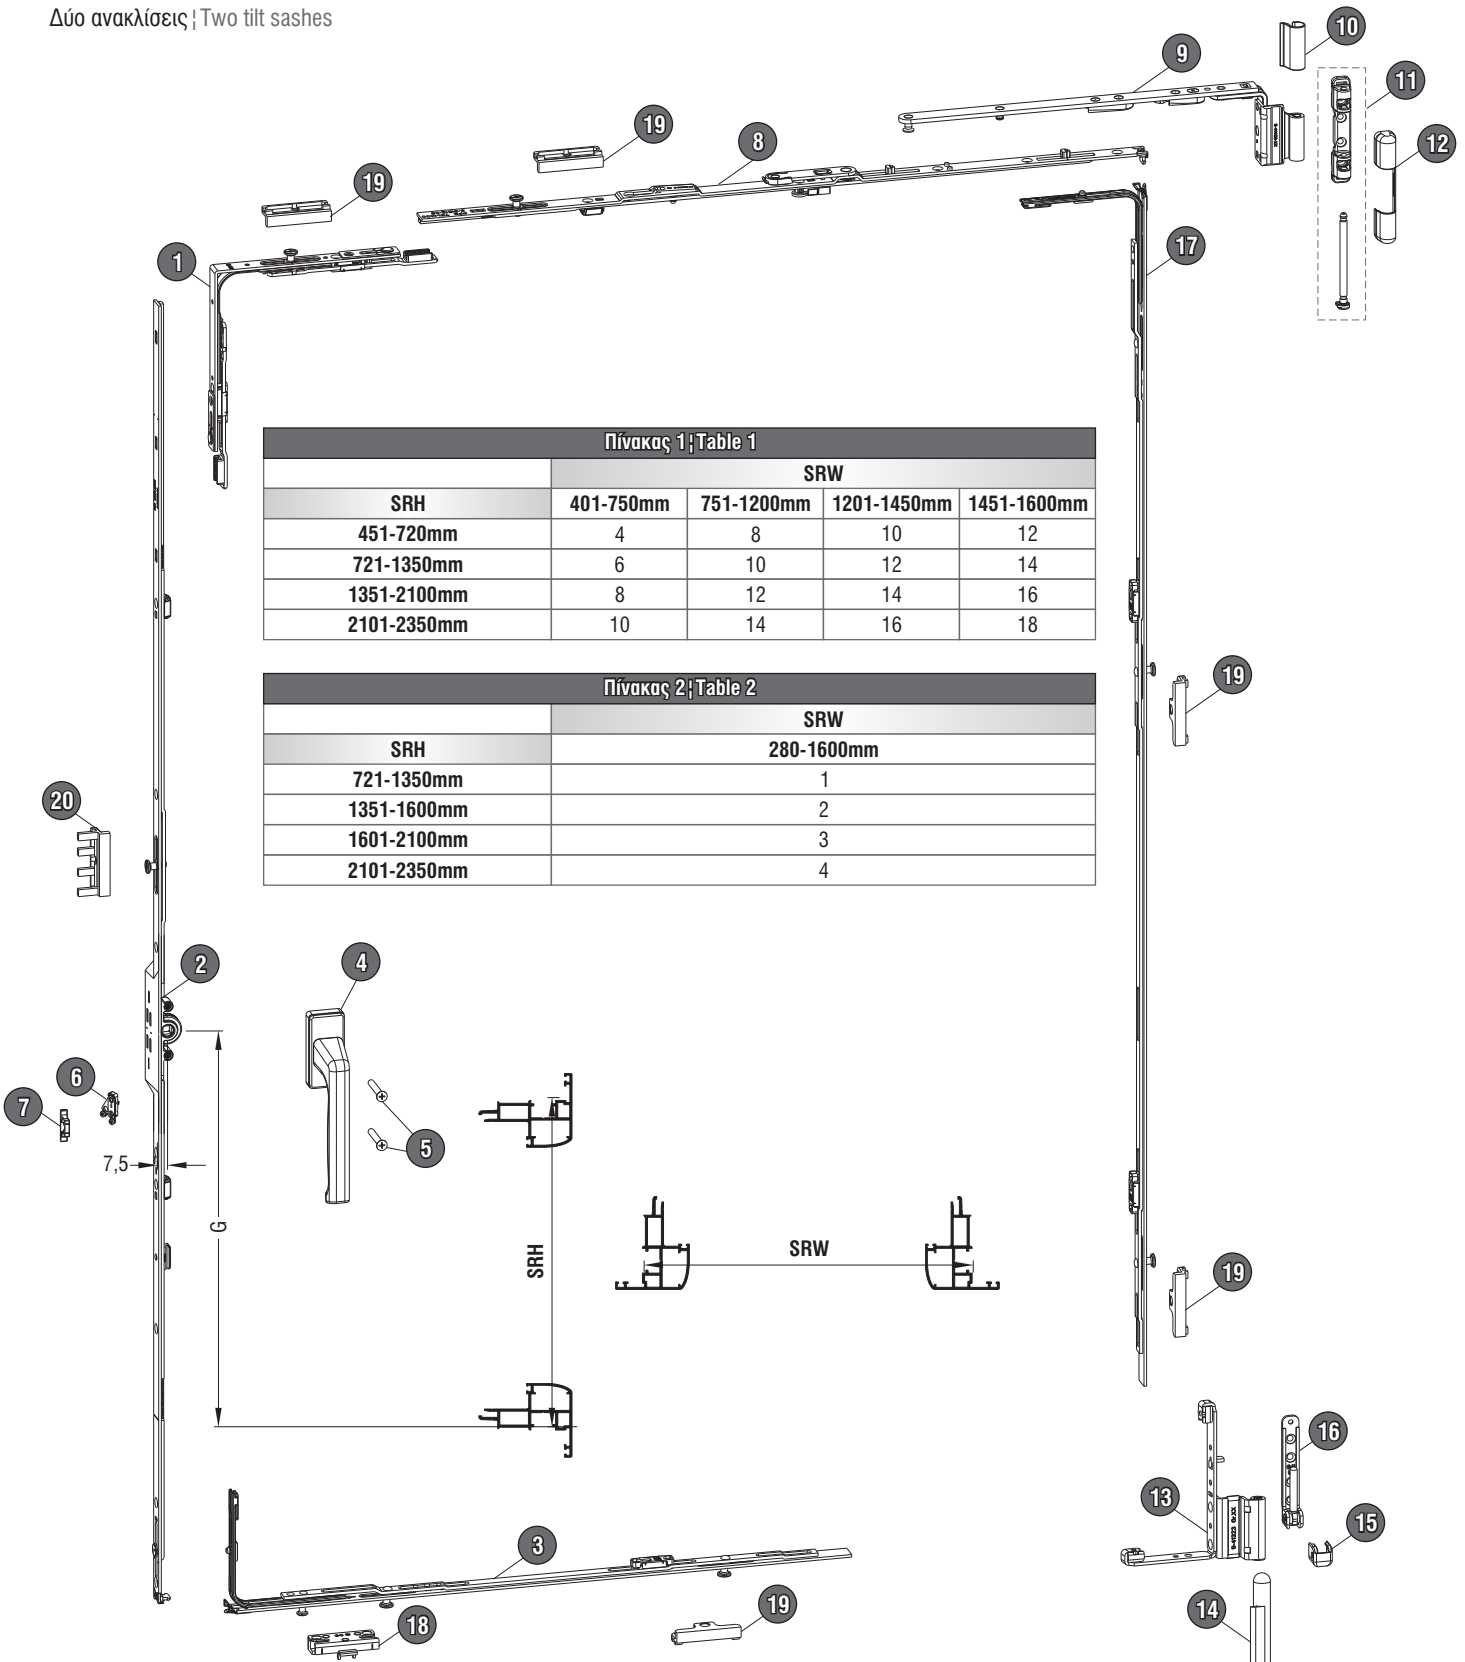 Δύο ανακλίσεις ¦ Two tilt sashes
10
9
11
19
8
12
19
1
17
Πίνακας 1¦Table 1
SRW
SRH 401-750mm 751-1200mm 1201-1450mm 1451-1600mm
451-720mm 4 8 10 12
721-1350mm 6 10 12 14
1351-2100mm 8 12 14 16
2101-2350mm 10 14 16 18
19
Πίνακας 2¦Table 2
SRW
SRH 280-1600mm
721-1350mm 1
1351-1600mm 2
1601-2100mm 3
2101-2350mm 4
20
2
4
6
7
5
7,5
G
SRH
SRW
19
16
13
15
3
14
19
18